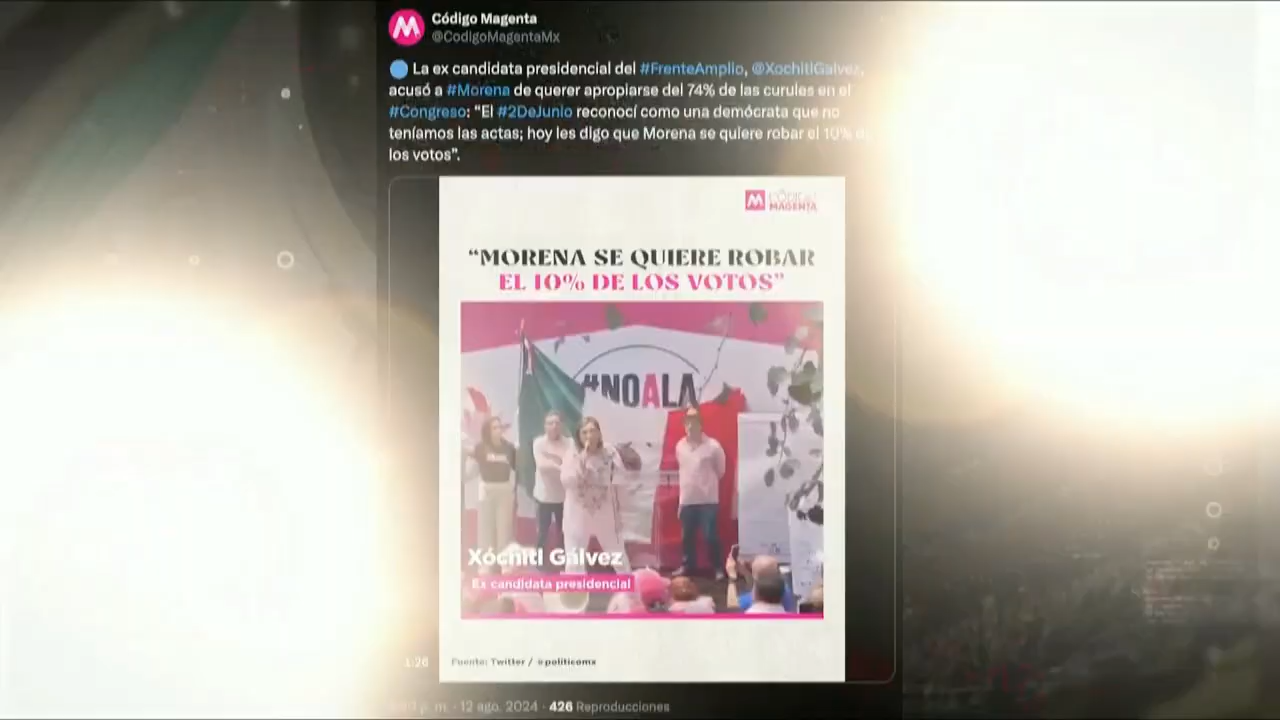 Código Magenta
@CodigoMagentaMx
La ex candidata presidencial del #FrenteAmplio, @XochitlGalvez,
acusó a #Morena de querer apropiarse del 74% de las curules en el
#Congreso: “El #2DeJunio reconocí como una demócrata que no
teníamos las actas; hoy les digo que Morena se quiere robar el 10% de
los votos”.
M CÓDIGO
MAGENTA
“MORENA SE QUIERE ROBAR
EL 10% DE LOS VOTOS”
#NOALA
Xóchitl Gálvez
Ex candidata presidencial
1:26
Fuente: Twitter / @politicomx
p. m. · 12 ago. 2024 · 426 Reproducciones